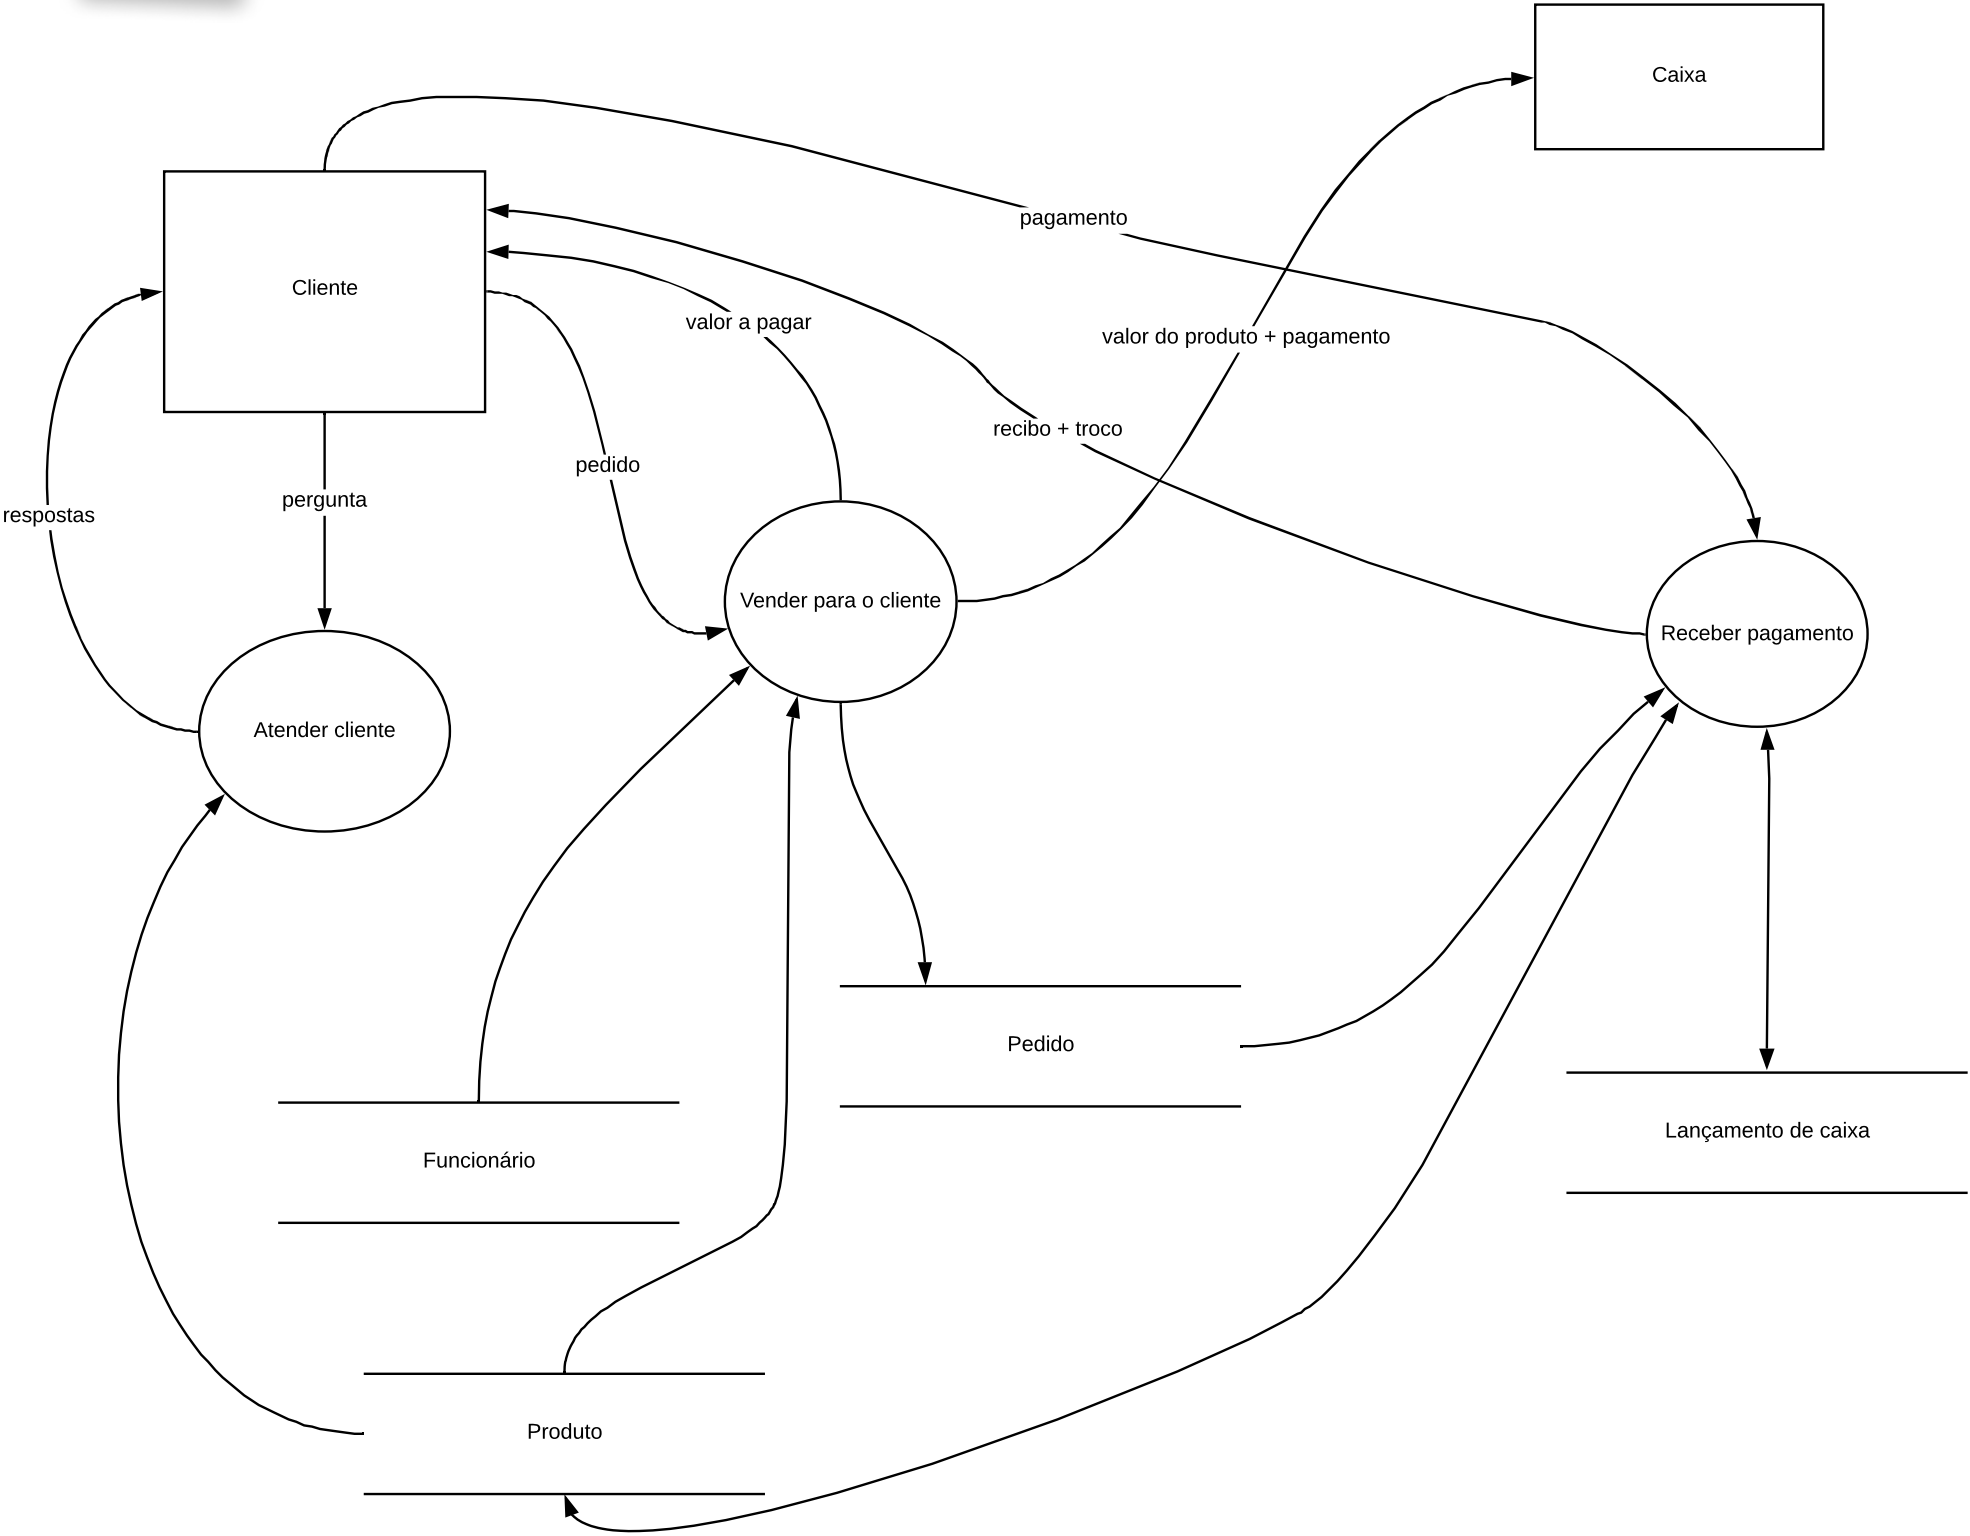 Caixa
pagamento
Cliente
valor a pagar
valor do produto + pagamento
recibo + troco
pedido
pergunta
respostas
Vender para o cliente
Receber pagamento
Atender cliente
Pedido
Lançamento de caixa
Funcionário
Produto